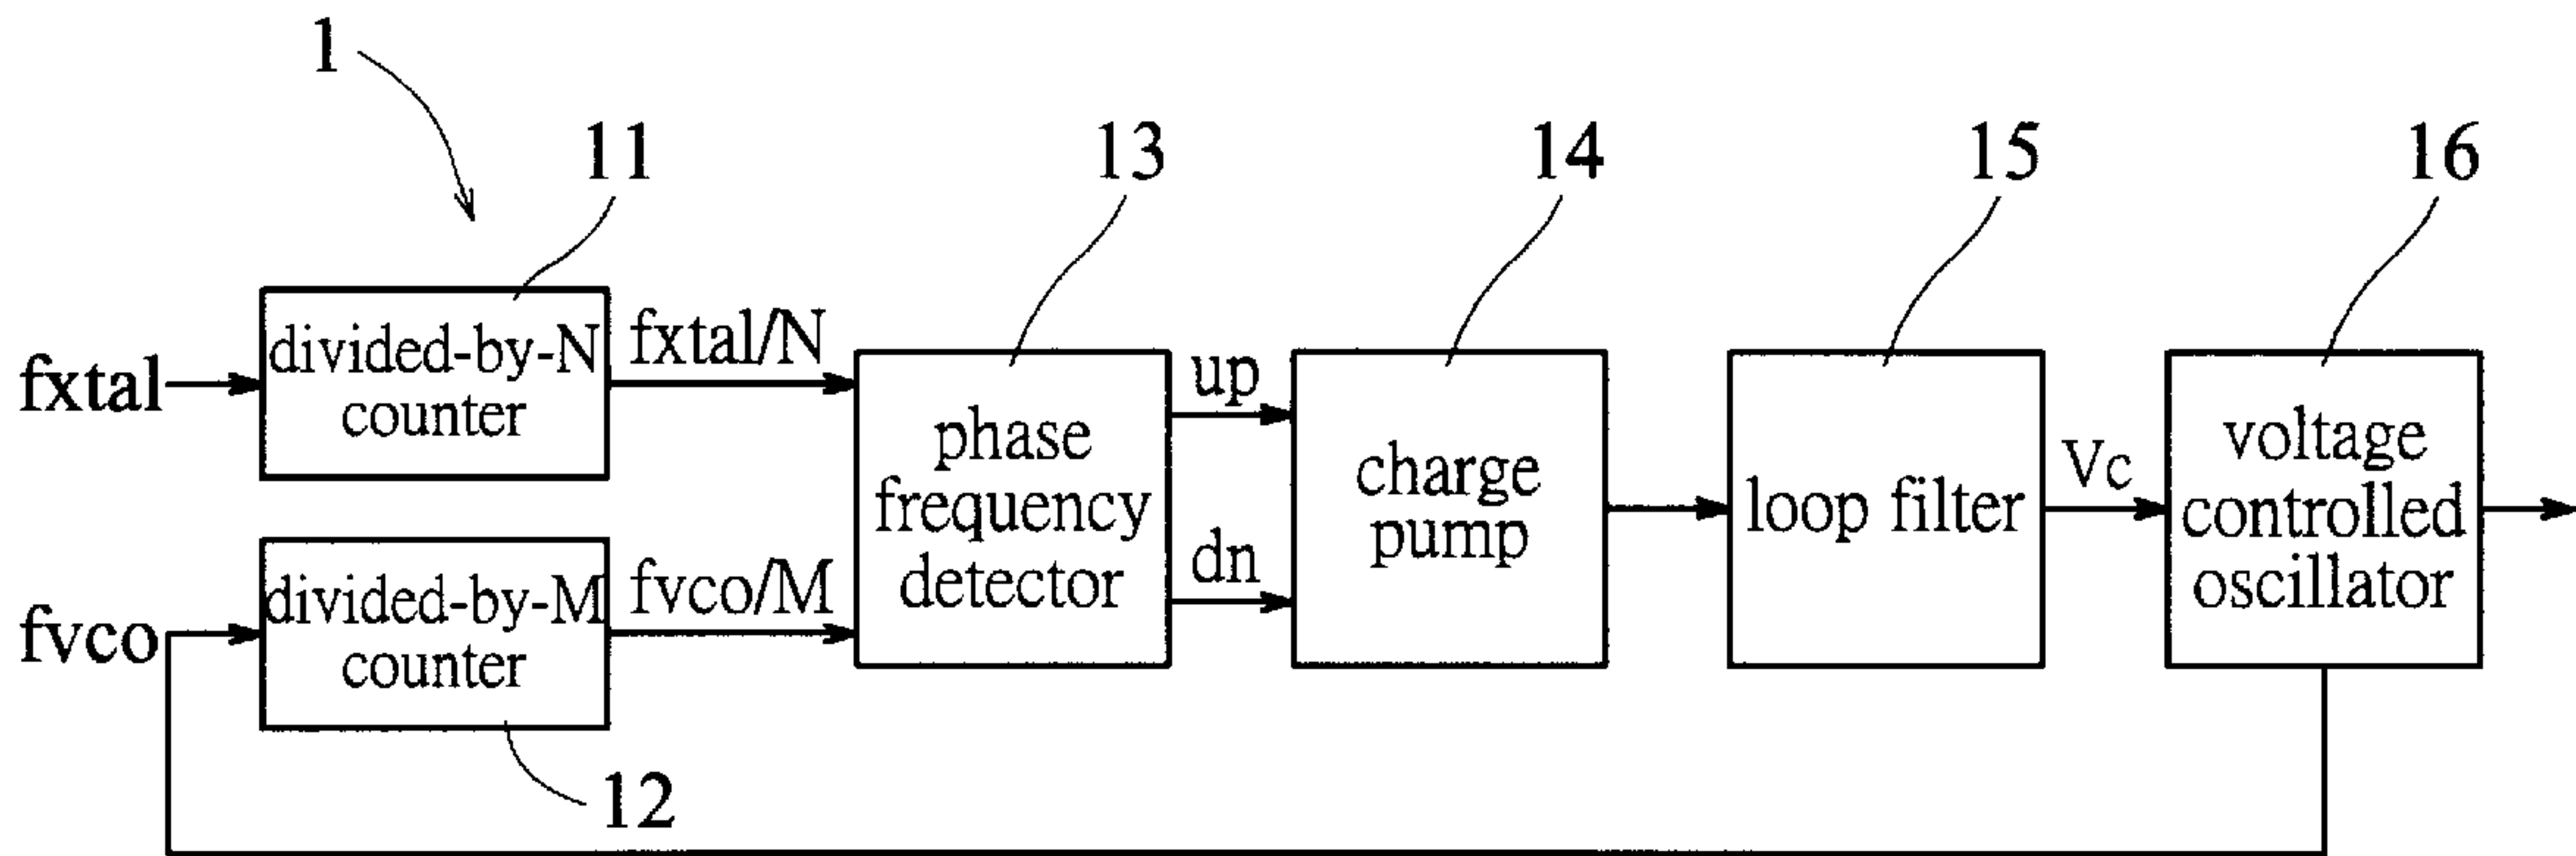 1
11
13
14
15
16
fxtal
divided-by-N
counter
fxtal/N
fvco
divided-by-M
counter
fvco/M
12
phase
frequency
detector
up
dn
charge
pump
loop filter
Vc
voltage
controlled
oscillator